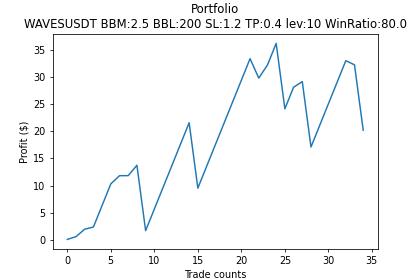 Portfolio
WAVESUSDT BBM:2.5 BBL:200 SL:1.2 TP:0.4 lev:10 WinRatio:80.0
35
30
25
20
15
10
5
0
Profit ($)
0 5 10 15 20 25 30 35
Trade counts